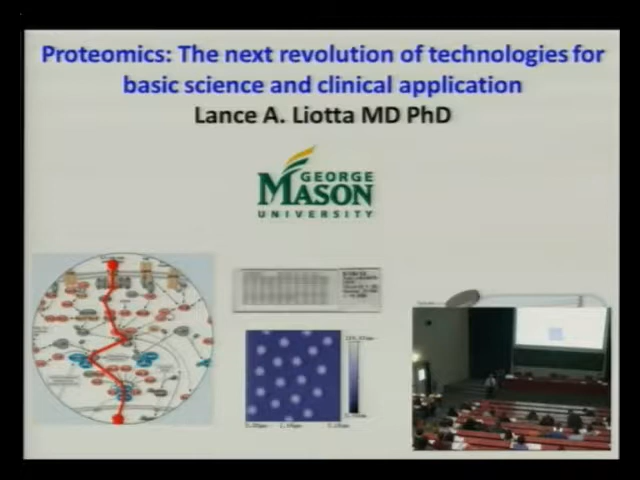 Proteomics: The next revolution of technologies for
basic science and clinical application
Lance A. Liotta MD PhD
GEORGE
MASON
UNIVERSITY